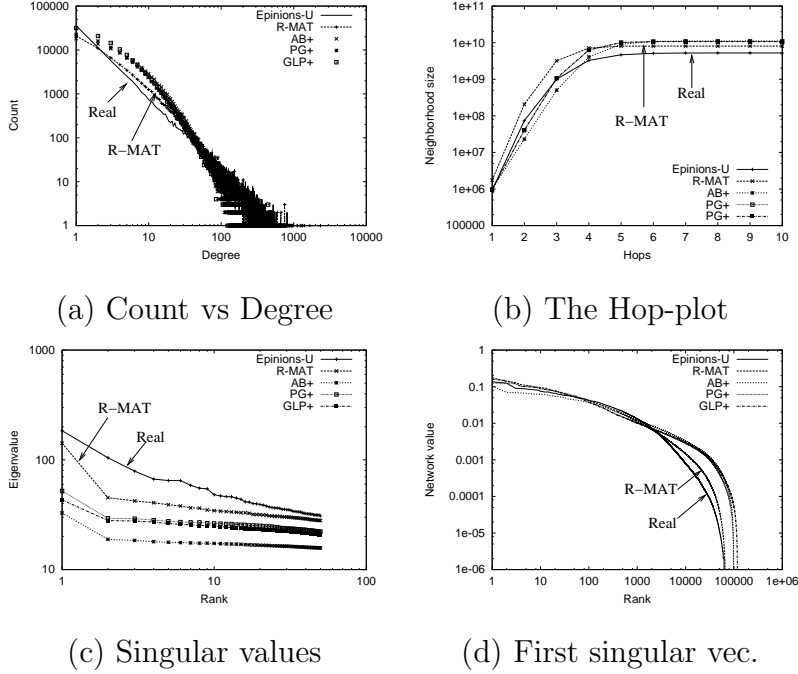 100000
10000
1000
100
10
1
1
10
100
1000
10000
Count
Degree
Epinions-U
R-MAT
AB+
PG+
GLP+
Real
R–MAT
(a) Count vs Degree
1e+11
1e+10
1e+09
1e+08
1e+07
1e+06
100000
1 2 3 4 5 6 7 8 9 10
Neighborhood size
Hops
R–MAT
Real
Epinions-U
R-MAT
AB+
PG+
PG+
(b) The Hop-plot
1000
100
10
1
10
100
Eigenvalue
Rank
Epinions-U
R-MAT
AB+
PG+
GLP+
R–MAT
Real
(c) Singular values
1
0.1
0.01
0.001
0.0001
1e-05
1e-06
1 10 100 1000 10000 100000 1e+06
Network value
Rank
Epinions-U
R-MAT
AB+
PG+
GLP+
R–MAT
Real
(d) First singular vec.